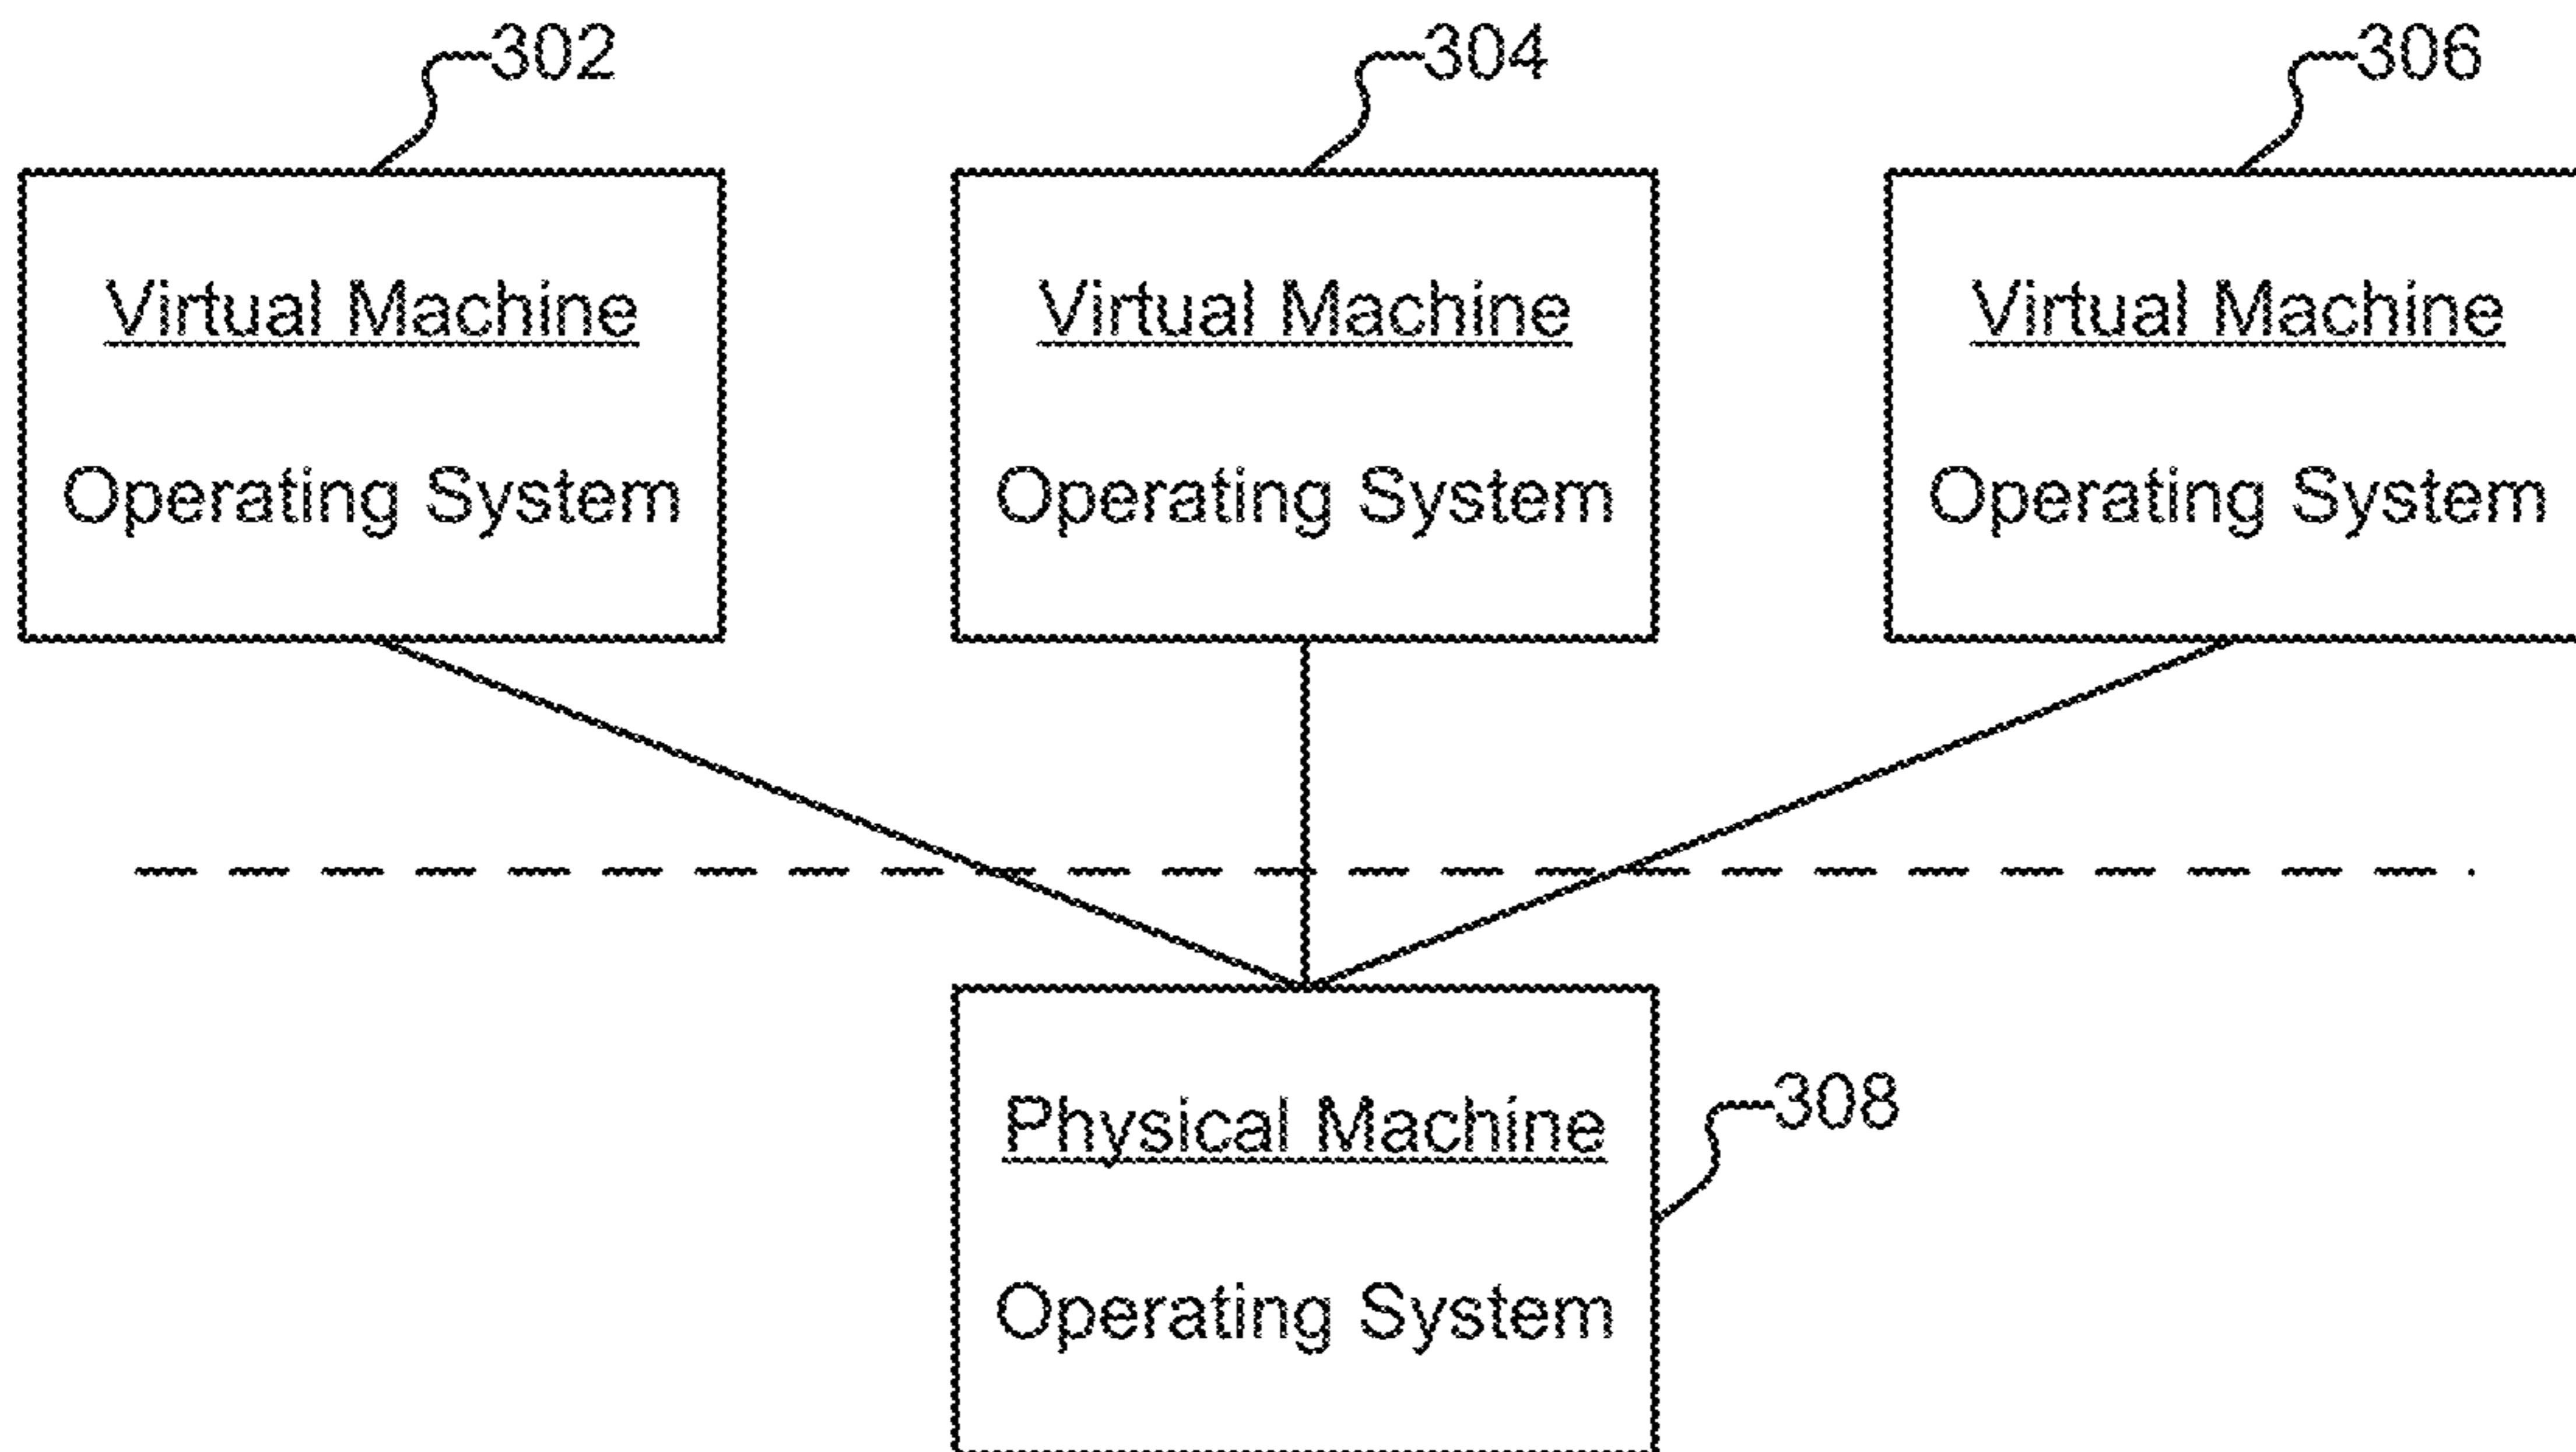 302
304
306
Virtual Machine
Operating System
Virtual Machine
Operating System
Virtual Machine
Operating System
Physical Machine
Operating System
308